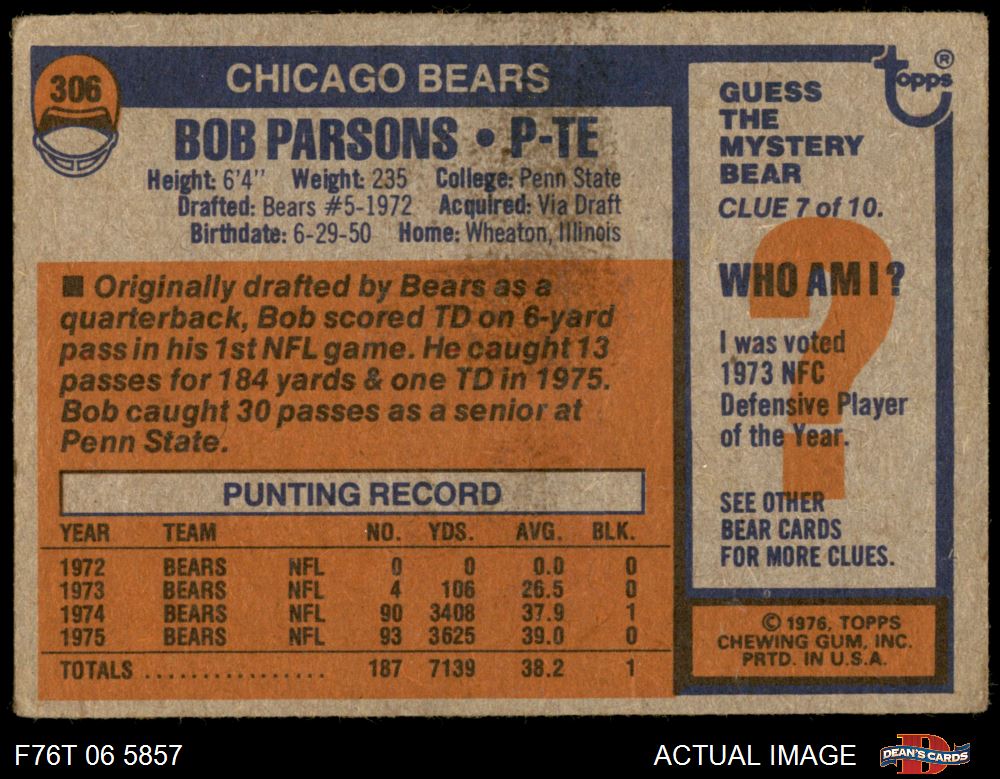 306
CHICAGO BEARS
BOB PARSONS • P-TE
Height: 6'4" Weight: 235 College: Penn State
Drafted: Bears #5-1972 Acquired: Via Draft
Birthdate: 6-29-50 Home: Wheaton, Illinois
■ Originally drafted by Bears as a
quarterback, Bob scored TD on 6-yard
pass in his 1st NFL game. He caught 13
passes for 184 yards & one TD in 1975.
Bob caught 30 passes as a senior at
Penn State.
PUNTING RECORD
YEAR TEAM NO. YDS. AVG. BLK.
1972 BEARS NFL 0 0 0.0 0
1973 BEARS NFL 4 106 26.5 0
1974 BEARS NFL 90 3408 37.9 1
1975 BEARS NFL 93 3625 39.0 0
TOTALS ................ 187 7139 38.2 1
topps®
GUESS
THE
MYSTERY
BEAR
CLUE 7 of 10.
?
WHO AM I?
I was voted
1973 NFC
Defensive Player
of the Year.
SEE OTHER
BEAR CARDS
FOR MORE CLUES.
© 1976, TOPPS
CHEWING GUM, INC.
PRTD. IN U.S.A.
F76T 06 5857 ACTUAL IMAGE
D
DEAN'S CARDS